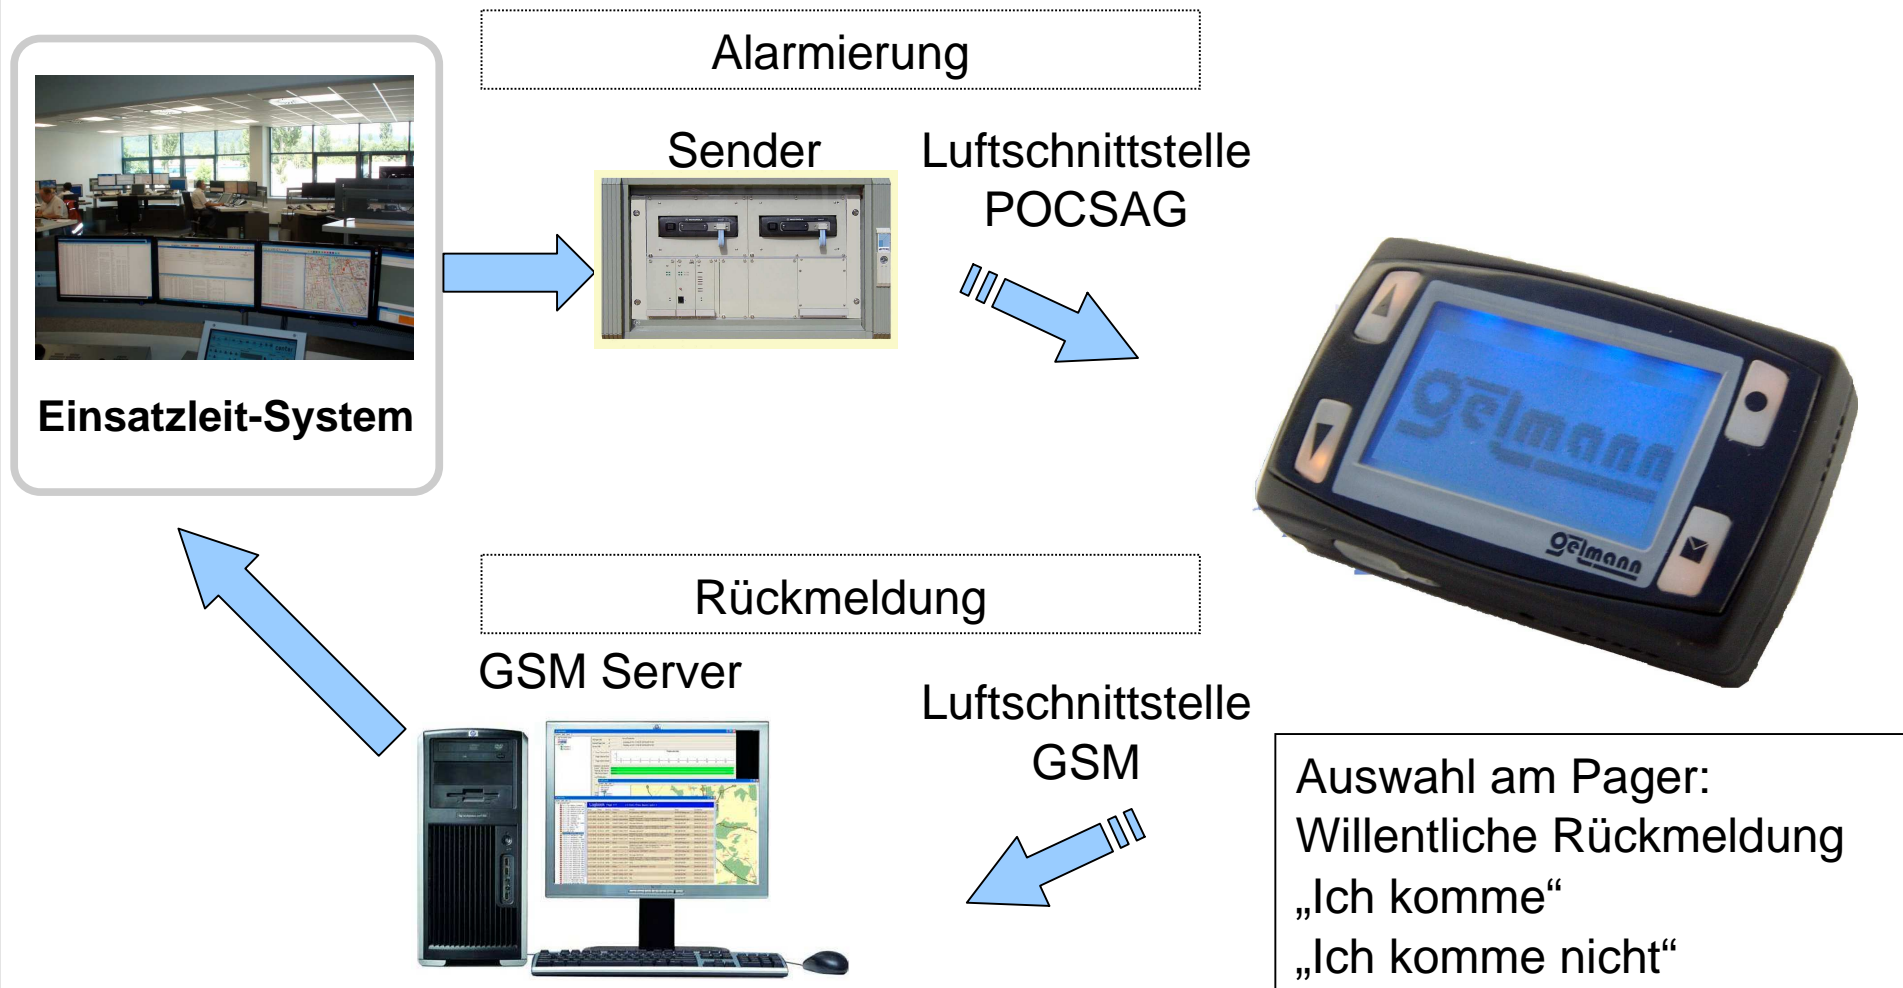 Alarmierung
Sender
Luftschnittstelle
POCSAG
Einsatzleit-System
gelmann
gelmann
Rückmeldung
GSM Server
Luftschnittstelle
GSM
Auswahl am Pager:
Willentliche Rückmeldung
„Ich komme“
„Ich komme nicht“